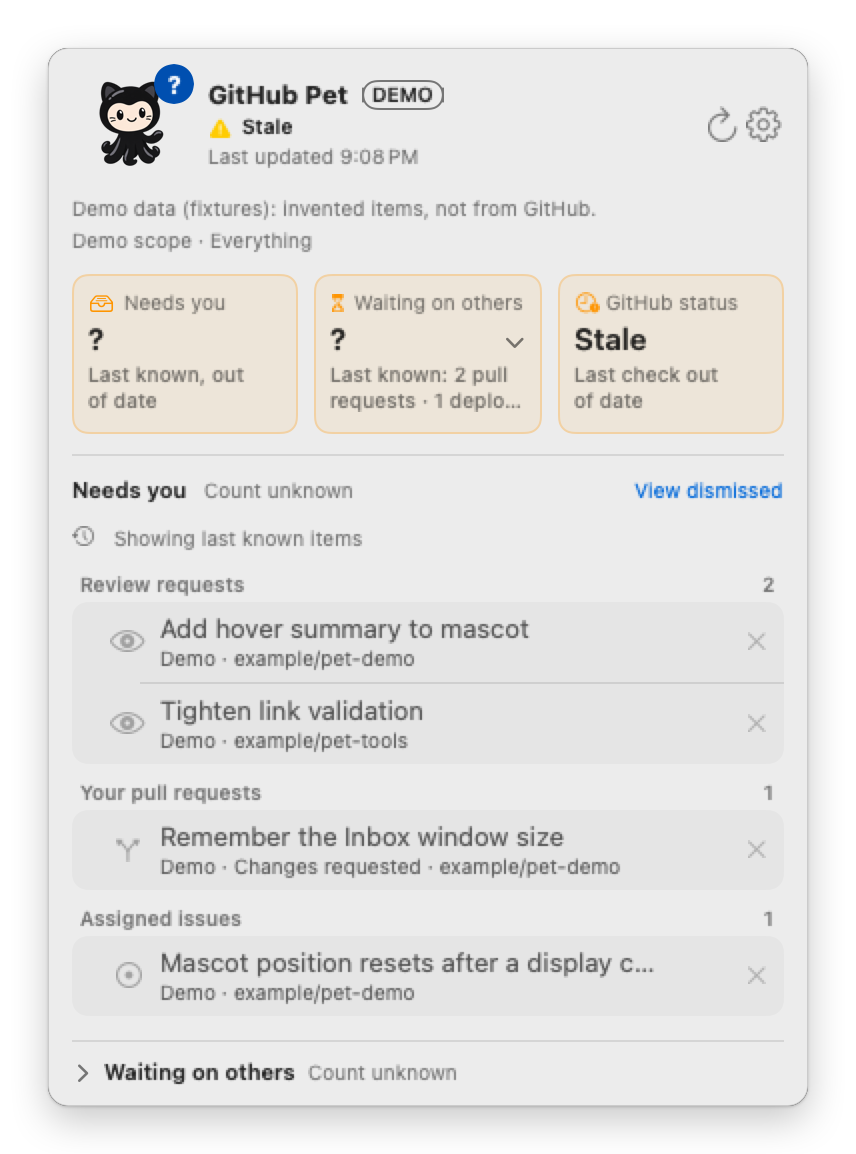 ?
GitHub Pet DEMO
Stale
Last updated 9:08 PM
Demo data (fixtures): invented items, not from GitHub.
Demo scope · Everything
Needs you
?
Last known, out
of date
Waiting on others
?
Last known: 2 pull
requests · 1 deplo...
GitHub status
Stale
Last check out
of date
Needs you Count unknown View dismissed
Showing last known items
Review requests 2
Add hover summary to mascot
Demo · example/pet-demo
Tighten link validation
Demo · example/pet-tools
Your pull requests 1
Remember the Inbox window size
Demo · Changes requested · example/pet-demo
Assigned issues 1
Mascot position resets after a display c...
Demo · example/pet-demo
Waiting on others Count unknown